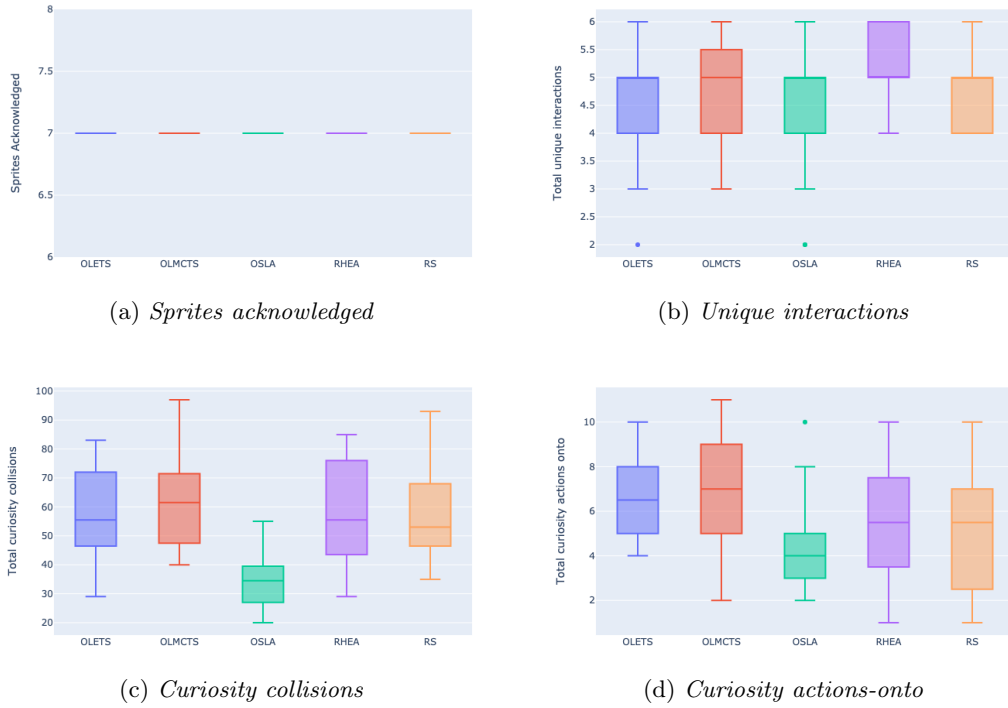 Sprites Acknowledged
8
7.5
7
6.5
6
OLETS OLMCTS OSLA RHEA RS
(a) Sprites acknowledged
Total unique interactions
6
5.5
5
4.5
4
3.5
3
2.5
2
OLETS OLMCTS OSLA RHEA RS
(b) Unique interactions
Total curiosity collisions
100
90
80
70
60
50
40
30
20
OLETS OLMCTS OSLA RHEA RS
(c) Curiosity collisions
Total curiosity actions onto
10
8
6
4
2
OLETS OLMCTS OSLA RHEA RS
(d) Curiosity actions-onto